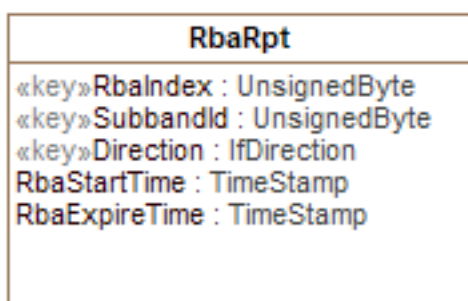 RbaRpt
«key»RbaIndex : UnsignedByte
«key»SubbandId : UnsignedByte
«key»Direction : IfDirection
RbaStartTime : TimeStamp
RbaExpireTime : TimeStamp